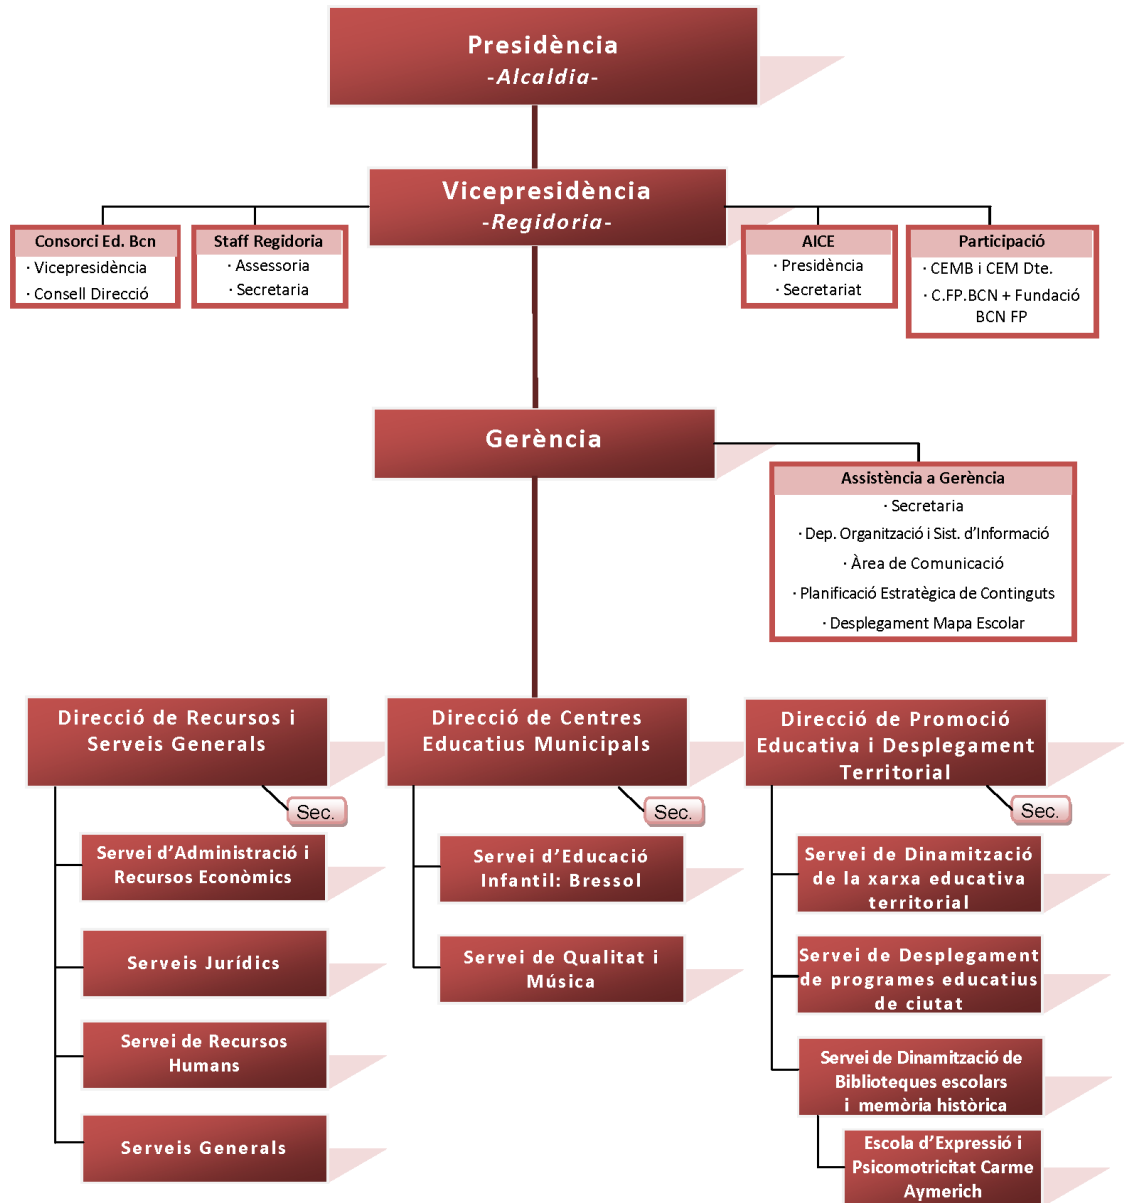 Presidència
-Alcaldia-
Vicepresidència
-Regidoria-
Consorci Ed. Bcn
· Vicepresidència
· Consell Direcció
Staff Regidoria
· Assessoria
· Secretaria
AICE
· Presidència
· Secretariat
Participació
· CEMB i CEM Dte.
· C.FP.BCN + Fundació
BCN FP
Gerència
Assistència a Gerència
· Secretaria
· Dep. Organització i Sist. d'Informació
· Àrea de Comunicació
· Planificació Estratègica de Continguts
· Desplegament Mapa Escolar
Direcció de Recursos i
Serveis Generals
Sec.
Servei d'Administració i
Recursos Econòmics
Serveis Jurídics
Servei de Recursos
Humans
Serveis Generals
Direcció de Centres
Educatius Municipals
Sec.
Servei d'Educació
Infantil: Bressol
Servei de Qualitat i
Música
Direcció de Promoció
Educativa i Desplegament
Territorial
Sec.
Servei de Dinamització
de la xarxa educativa
territorial
Servei de Desplegament
de programes educatius
de ciutat
Servei de Dinamització de
Biblioteques escolars
i memòria històrica
Escola d'Expressió i
Psicomotricitat Carme
Aymerich